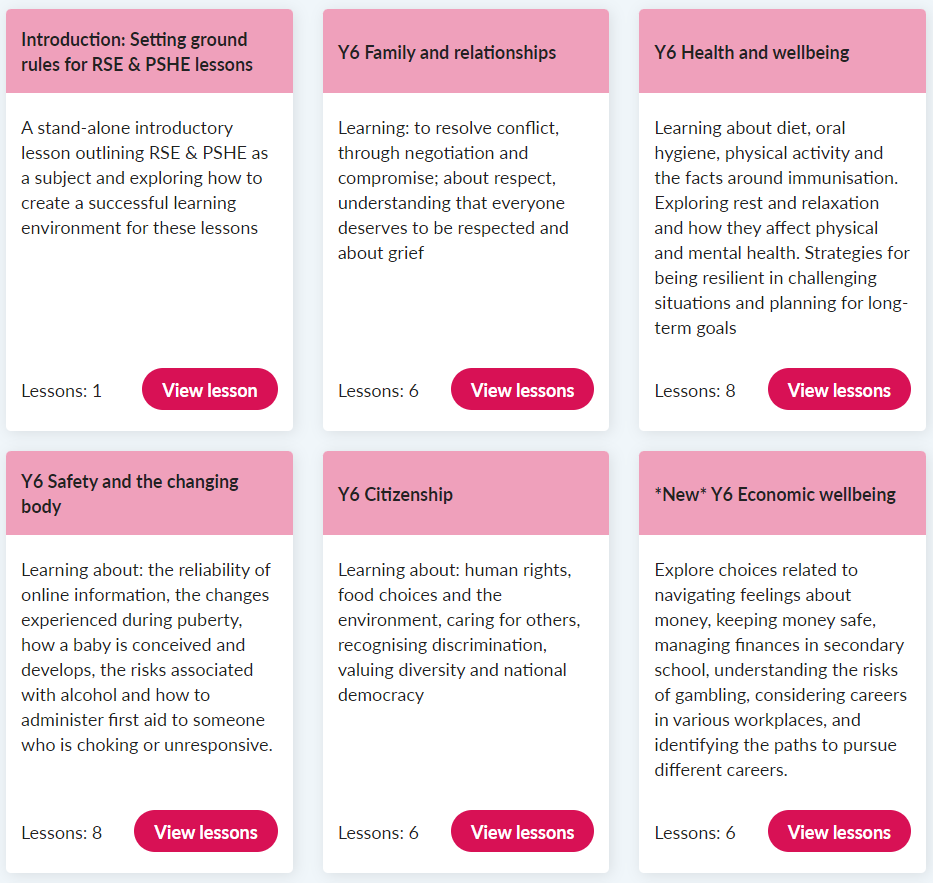 Introduction: Setting ground
rules for RSE & PSHE lessons
A stand-alone introductory
lesson outlining RSE & PSHE as
a subject and exploring how to
create a successful learning
environment for these lessons
Lessons: 1
View lesson
Y6 Family and relationships
Learning: to resolve conflict,
through negotiation and
compromise; about respect,
understanding that everyone
deserves to be respected and
about grief
Lessons: 6
View lessons
Y6 Health and wellbeing
Learning about diet, oral
hygiene, physical activity and
the facts around immunisation.
Exploring rest and relaxation
and how they affect physical
and mental health. Strategies for
being resilient in challenging
situations and planning for long-
term goals
Lessons: 8
View lessons
Y6 Safety and the changing
body
Learning about: the reliability of
online information, the changes
experienced during puberty,
how a baby is conceived and
develops, the risks associated
with alcohol and how to
administer first aid to someone
who is choking or unresponsive.
Lessons: 8
View lessons
Y6 Citizenship
Learning about: human rights,
food choices and the
environment, caring for others,
recognising discrimination,
valuing diversity and national
democracy
Lessons: 6
View lessons
*New* Y6 Economic wellbeing
Explore choices related to
navigating feelings about
money, keeping money safe,
managing finances in secondary
school, understanding the risks
of gambling, considering careers
in various workplaces, and
identifying the paths to pursue
different careers.
Lessons: 6
View lessons